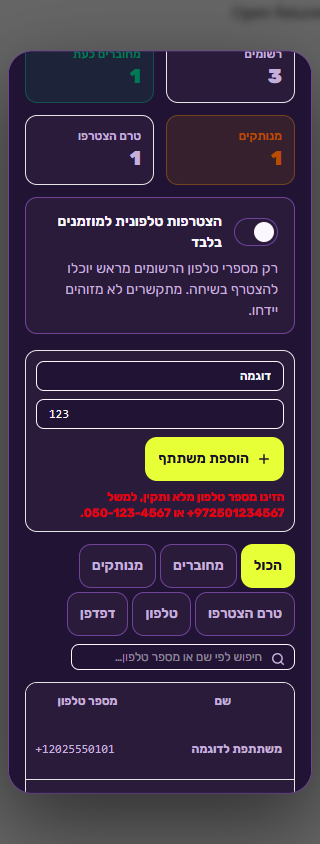 Open Return
רשומים
מחוברים כעת
3
1
מנותקים
טרם הצטרפו
1
1
הצטרפות טלפונית למוזמנים
בלבד
רק מספרי טלפון הרשומים מראש יוכלו
להצטרף בשיחה. מתקשרים לא מזוהים
יידחו.
דוגמה
123
+ הוספת משתתף
הזינו מספר טלפון מלא ותקין, למשל
+972501234567 או 050-123-4567.
הכול
מחוברים
מנותקים
טרם הצטרפו
טלפון
דפדפן
חיפוש לפי שם או מספר טלפון...
שם
מספר טלפון
משתתפת לדוגמה
+12025550101